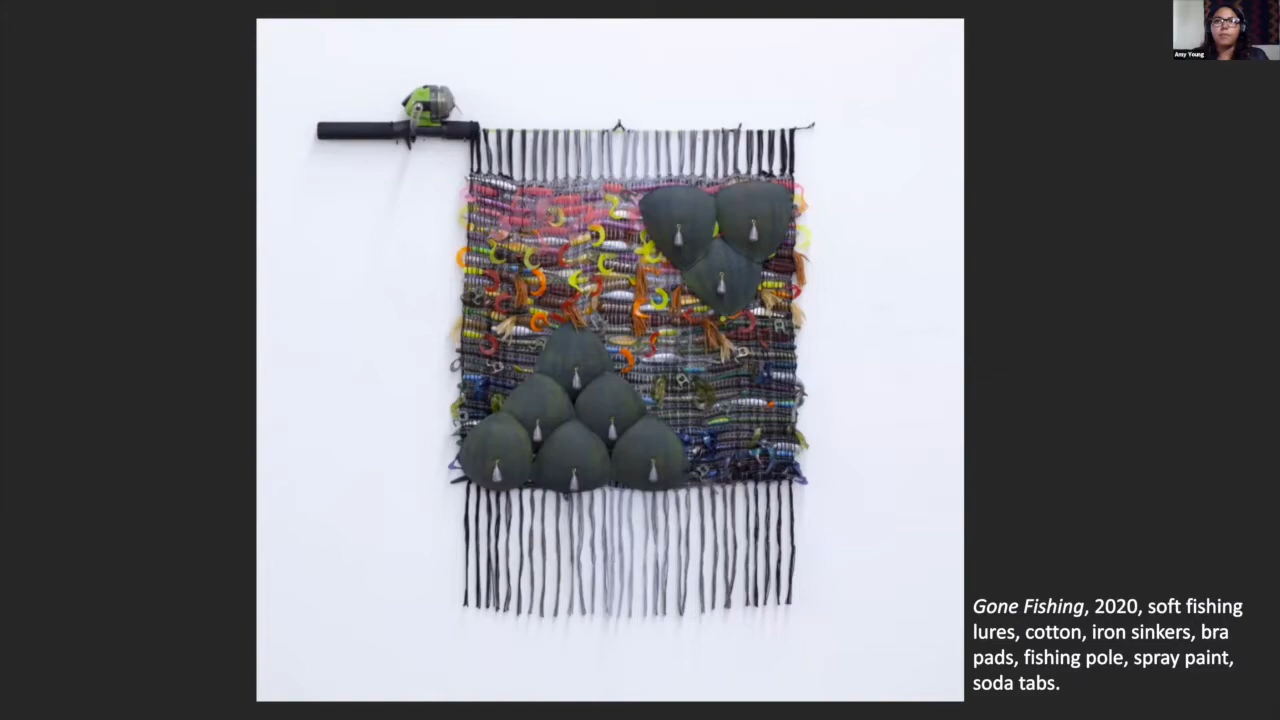 Amy Young
Gone Fishing, 2020, soft fishing
lures, cotton, iron sinkers, bra
pads, fishing pole, spray paint,
soda tabs.